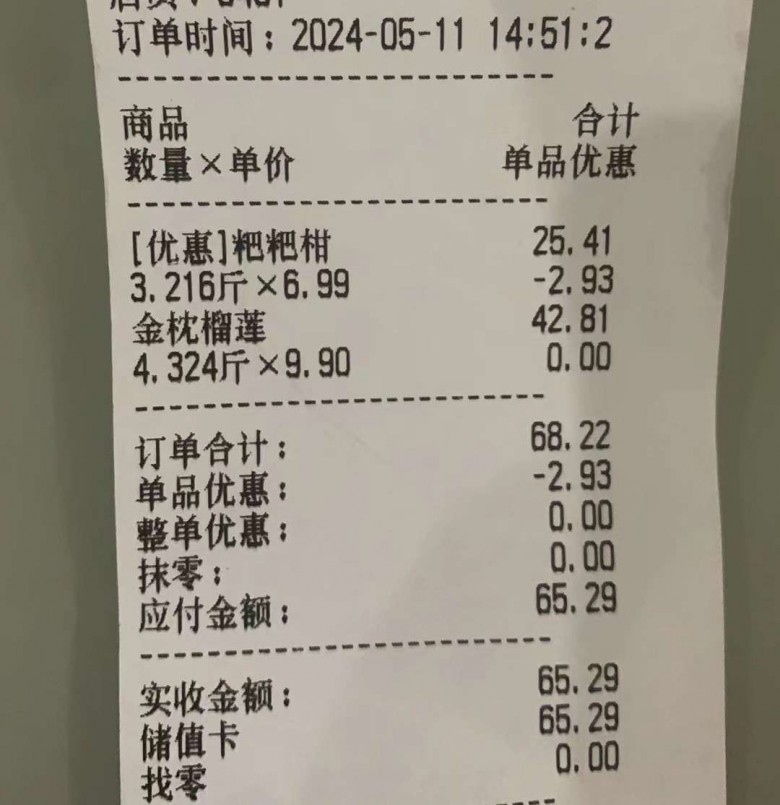 订单时间：2024-05-11 14:51:2
------------------------
商品 合计
数量×单价 单品优惠
------------------------
[优惠]粑粑柑 25.41
3.216斤×6.99 -2.93
金枕榴莲 42.81
4.324斤×9.90 0.00
------------------------
订单合计： 68.22
单品优惠： -2.93
整单优惠： 0.00
抹零： 0.00
应付金额： 65.29
------------------------
实收金额： 65.29
储值卡 65.29
找零 0.00